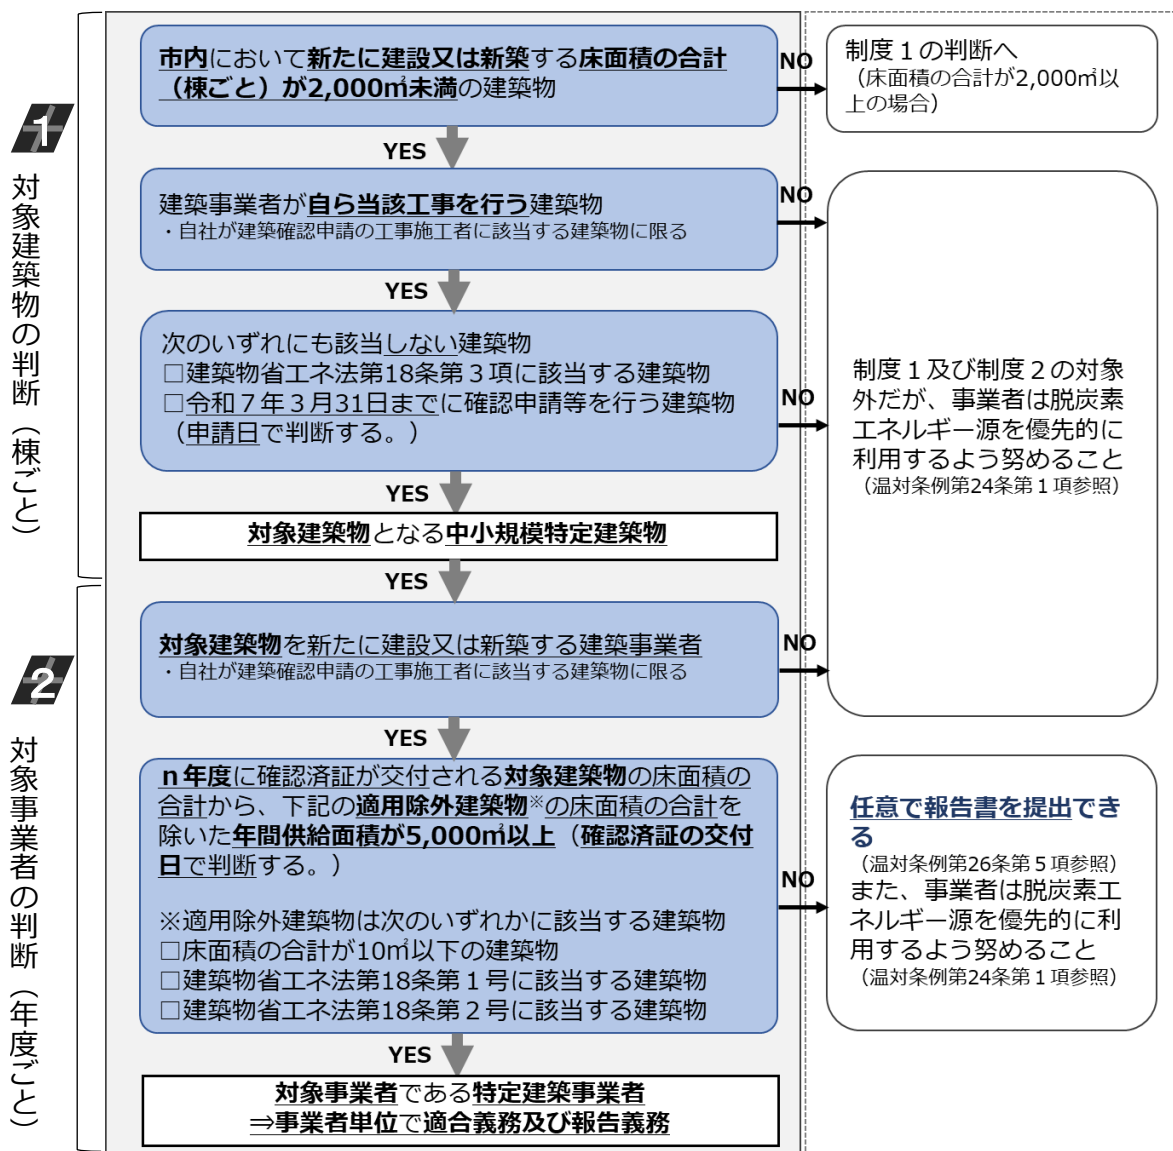 市内において新たに建設又は新築する床面積の合計
（棟ごと）が2,000㎡未満の建築物
NO
制度１の判断へ
（床面積の合計が2,000㎡以
上の場合）
YES
1
対象建築物の判断（棟ごと）
建築事業者が自ら当該工事を行う建築物
・自社が建築確認申請の工事施工者に該当する建築物に限る
NO
YES
次のいずれにも該当しない建築物
□建築物省エネ法第18条第３項に該当する建築物
□令和７年３月31日までに確認申請等を行う建築物
（申請日で判断する。）
NO
制度１及び制度２の対象
外だが、事業者は脱炭素
エネルギー源を優先的に
利用するよう努めること
（温対条例第24条第１項参照）
YES
対象建築物となる中小規模特定建築物
YES
2
対象事業者の判断（年度ごと）
対象建築物を新たに建設又は新築する建築事業者
・自社が建築確認申請の工事施工者に該当する建築物に限る
NO
YES
ｎ年度に確認済証が交付される対象建築物の床面積の
合計から、下記の適用除外建築物※の床面積の合計を
除いた年間供給面積が5,000㎡以上（確認済証の交付
日で判断する。）
※適用除外建築物は次のいずれかに該当する建築物
□床面積の合計が10㎡以下の建築物
□建築物省エネ法第18条第１号に該当する建築物
□建築物省エネ法第18条第２号に該当する建築物
NO
任意で報告書を提出でき
る
（温対条例第26条第５項参照）
また、事業者は脱炭素エ
ネルギー源を優先的に利
用するよう努めること
（温対条例第24条第１項参照）
YES
対象事業者である特定建築事業者
⇒事業者単位で適合義務及び報告義務